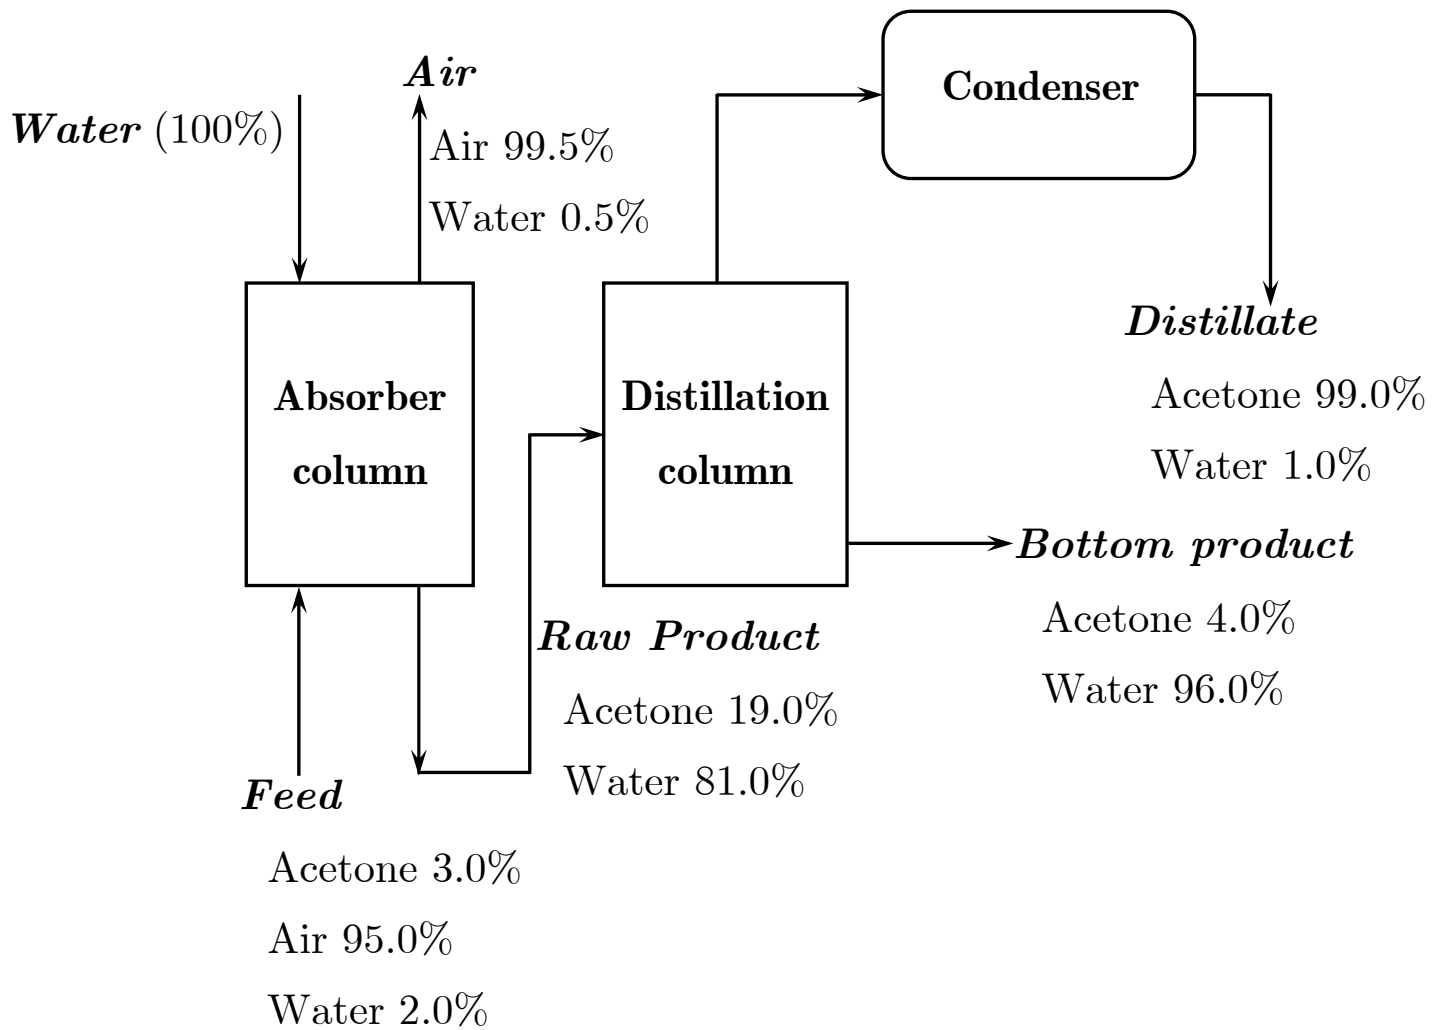 Air
Water (100%)
Air 99.5%
Water 0.5%
Condenser
Absorber
column
Distillation
column
Distillate
Acetone 99.0%
Water 1.0%
Bottom product
Acetone 4.0%
Water 96.0%
Raw Product
Acetone 19.0%
Water 81.0%
Feed
Acetone 3.0%
Air 95.0%
Water 2.0%